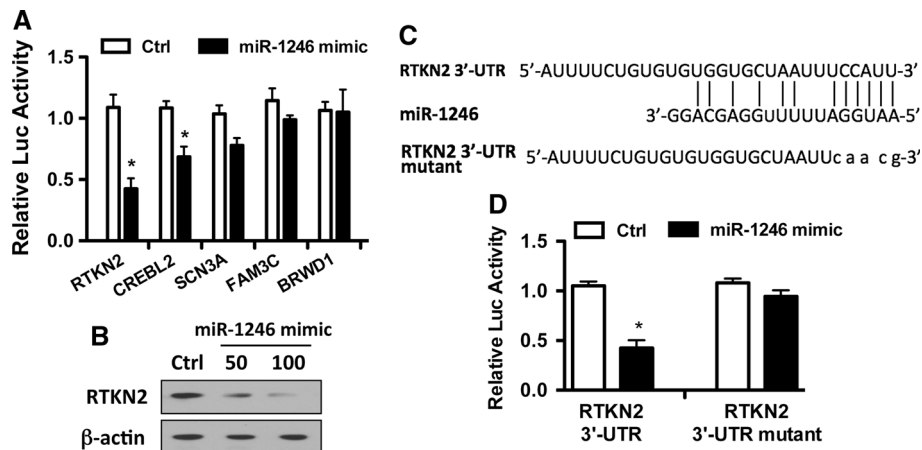 A
Ctrl
miR-1246 mimic
Relative Luc Activity
1.5
1.0
0.5
0.0
*
*
RTKN2
CREBL2
SCN3A
FAM3C
BRWD1
B
miR-1246 mimic
Ctrl 50 100
RTKN2
β-actin
C
RTKN2 3'-UTR 5'-AUUUUCUGUGUGUGGUGCUAAUUUCCAUU-3'
miR-1246 3'-GGACGAGGUUUUUAGGUAA-5'
RTKN2 3'-UTR mutant 5'-AUUUUCUGUGUGUGGUGCUAAUUcaacg-3'
D
Ctrl
miR-1246 mimic
Relative Luc Activity
1.5
1.0
0.5
0.0
*
RTKN2 3'-UTR
RTKN2 3'-UTR mutant